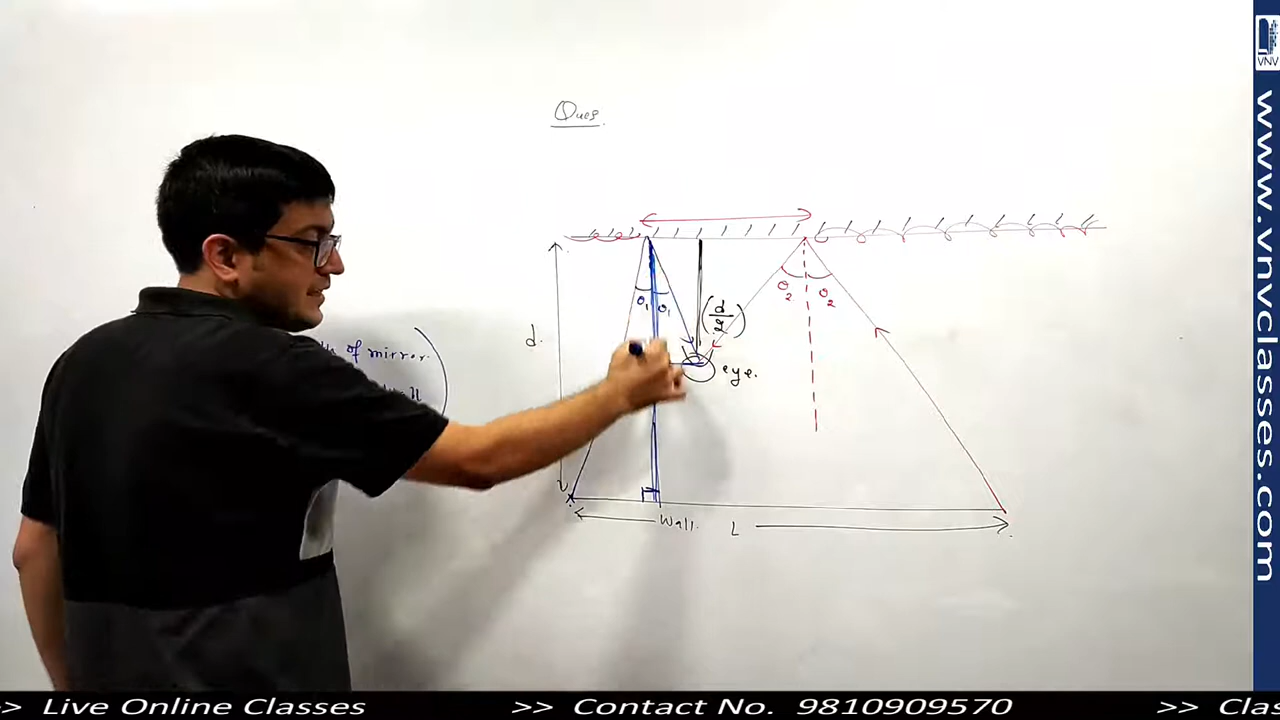 Ques.
d.
θ1 θ1
(d/2)
θ2 θ2
of mirror.
eye.
Wall.
L
VNV
www.vnvclasses.com
>> Live Online Classes >> Contact No. 9810909570 >> Clas